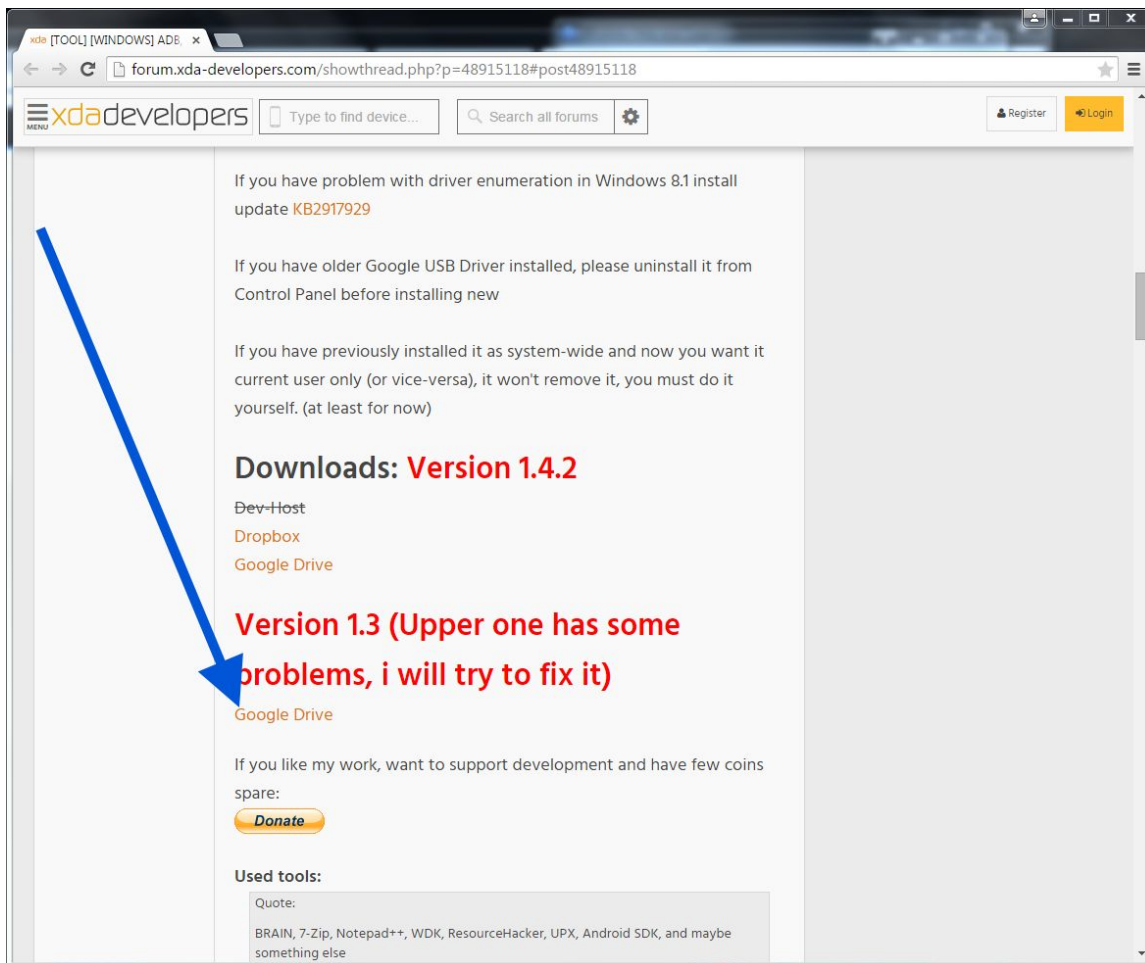 xda [TOOL] [WINDOWS] ADB,
forum.xda-developers.com/showthread.php?p=48915118#post48915118
MENU
xdadevelopers
Type to find device...
Search all forums
Register
Login
If you have problem with driver enumeration in Windows 8.1 install
update KB2917929
If you have older Google USB Driver installed, please uninstall it from
Control Panel before installing new
If you have previously installed it as system-wide and now you want it
current user only (or vice-versa), it won't remove it, you must do it
yourself. (at least for now)
Downloads: Version 1.4.2
Dev-Host
Dropbox
Google Drive
Version 1.3 (Upper one has some
problems, i will try to fix it)
Google Drive
If you like my work, want to support development and have few coins
spare:
Donate
Used tools:
Quote:
BRAIN, 7-Zip, Notepad++, WDK, ResourceHacker, UPX, Android SDK, and maybe
something else